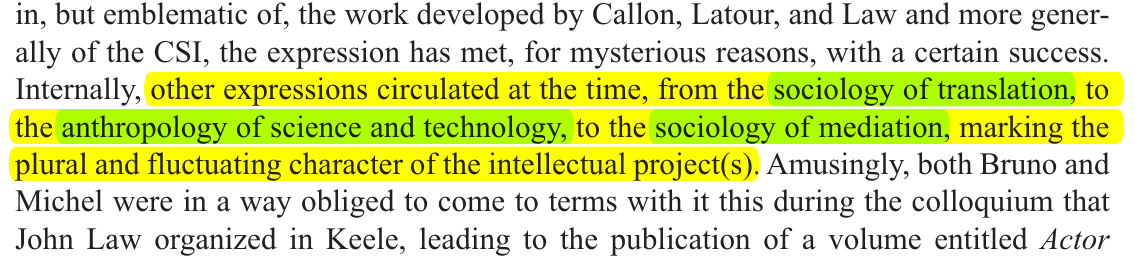 in, but emblematic of, the work developed by Callon, Latour, and Law and more gener-
ally of the CSI, the expression has met, for mysterious reasons, with a certain success.
Internally, other expressions circulated at the time, from the sociology of translation, to
the anthropology of science and technology, to the sociology of mediation, marking the
plural and fluctuating character of the intellectual project(s). Amusingly, both Bruno and
Michel were in a way obliged to come to terms with it this during the colloquium that
John Law organized in Keele, leading to the publication of a volume entitled Actor